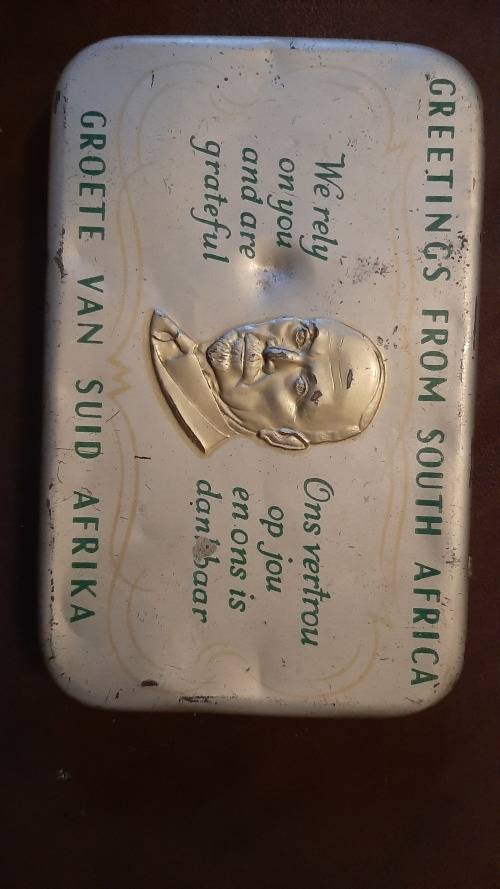 GREETINGS FROM SOUTH AFRICA
We rely
on you
and are
grateful
Ons vertrou
op jou
en ons is
dankbaar
GROETE VAN SUID AFRIKA